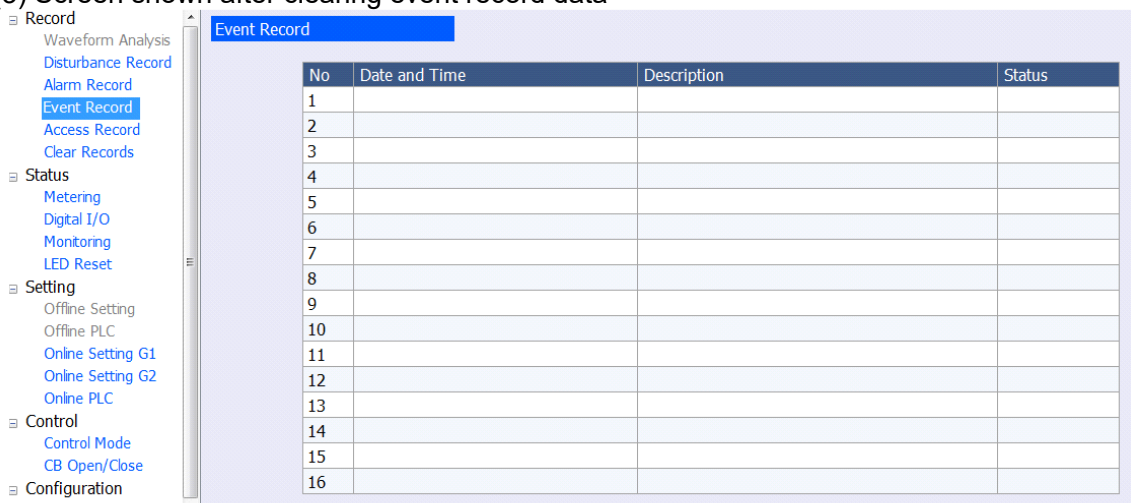 Screen shown after clearing event record data
Record
Waveform Analysis
Disturbance Record
Alarm Record
Event Record
Access Record
Clear Records
Status
Metering
Digital I/O
Monitoring
LED Reset
Setting
Offline Setting
Offline PLC
Online Setting G1
Online Setting G2
Online PLC
Control
Control Mode
CB Open/Close
Configuration
Event Record
No Date and Time Description Status
1
2
3
4
5
6
7
8
9
10
11
12
13
14
15
16